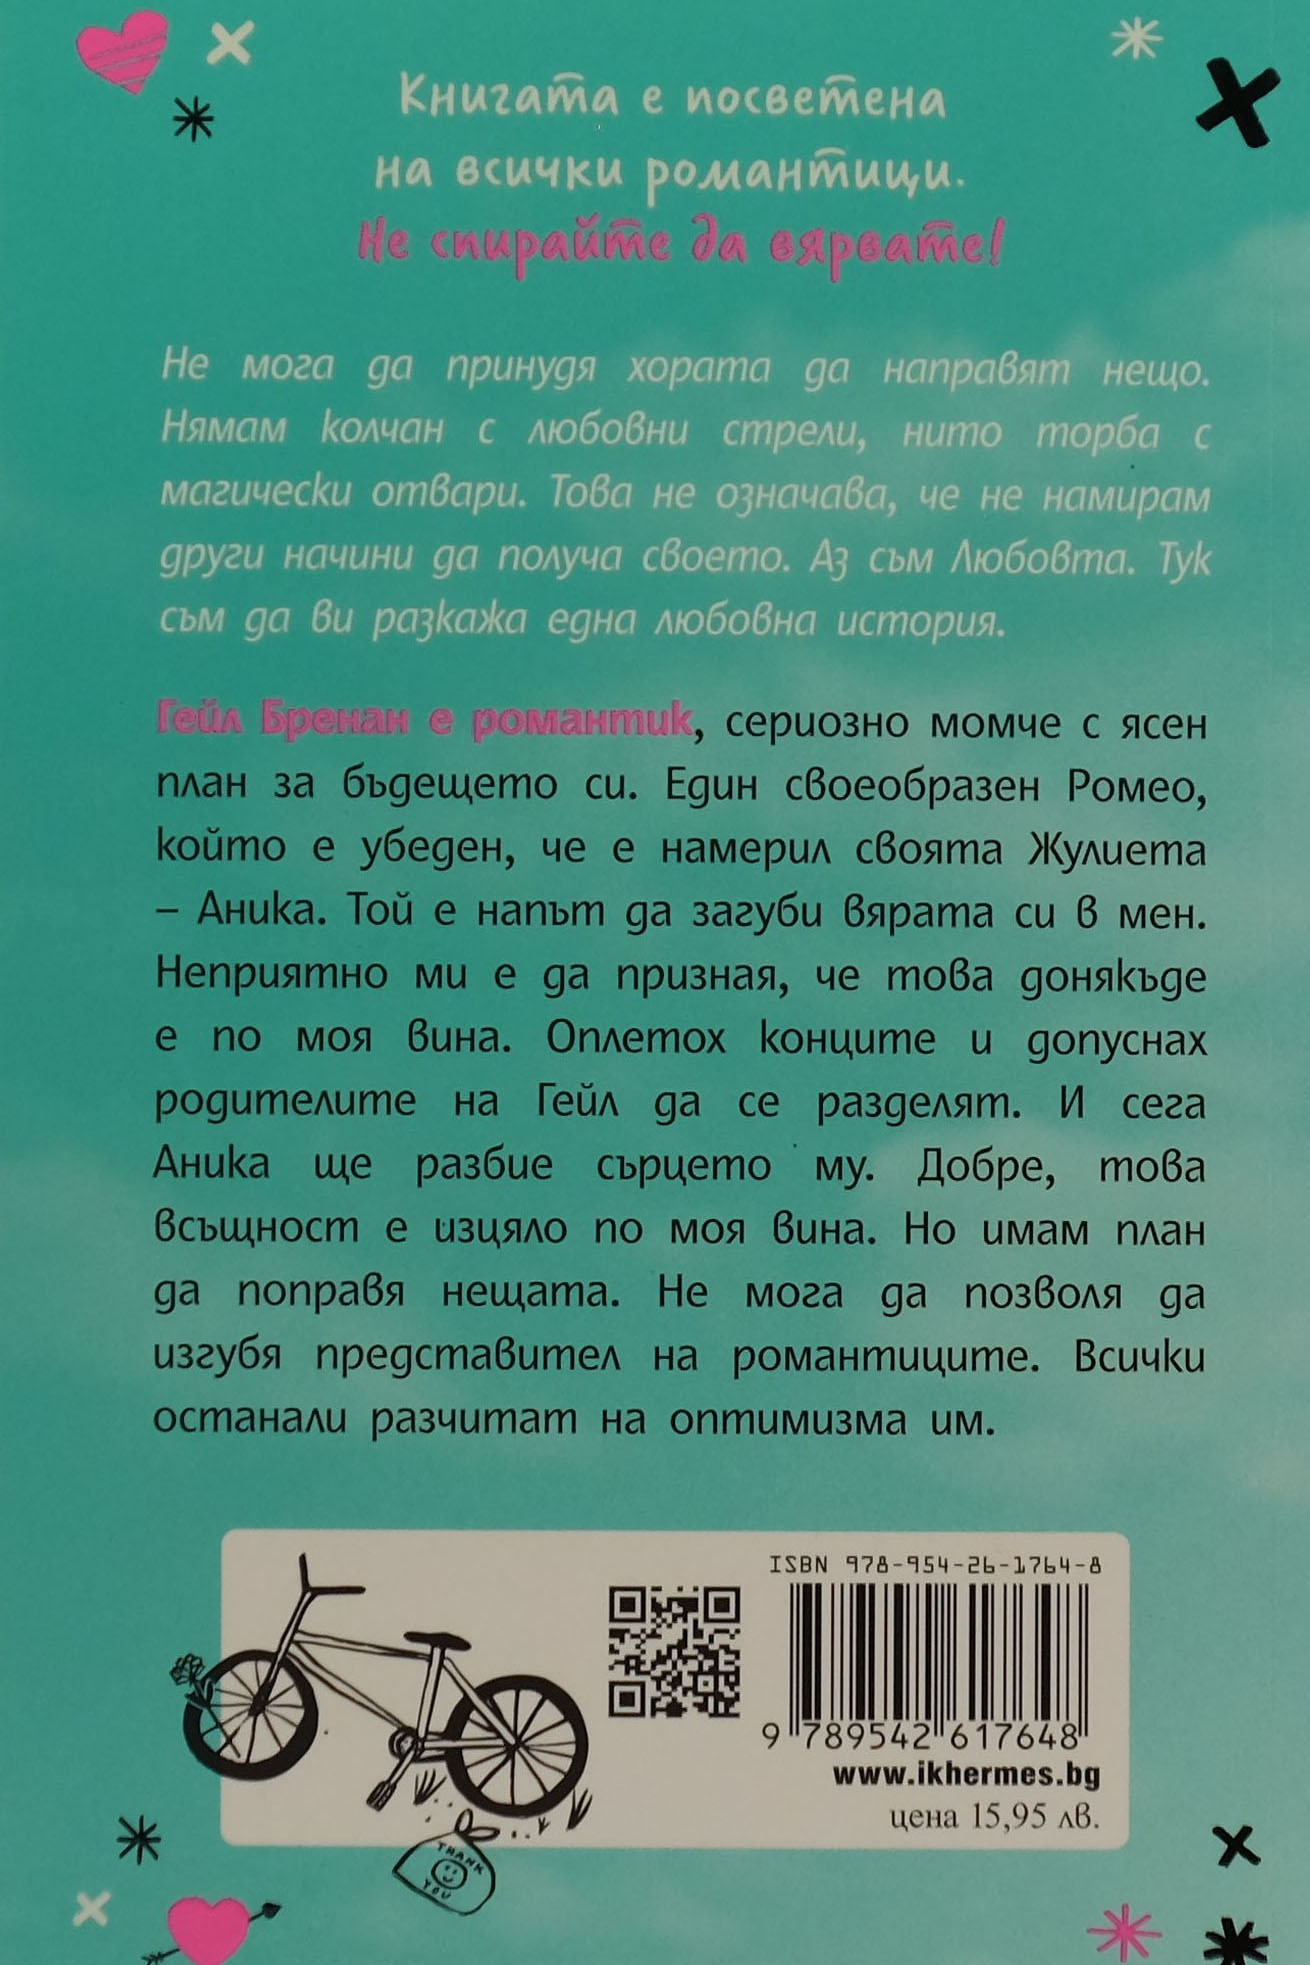 Книгата е посветена
на всички романтици.
Не спирайте да вярвате!
Не мога да принудя хората да направят нещо.
Нямам колчан с любовни стрели, нито торба с
магически отвари. Това не означава, че не намирам
други начини да получа своето. Аз съм Любовта. Тук
съм да ви разкажа една любовна история.
Гейл Бренан е романтик, сериозно момче с ясен
план за бъдещето си. Един своеобразен Ромео,
който е убеден, че е намерил своята Жулиета
– Аника. Той е напът да загуби вярата си в мен.
Неприятно ми е да призная, че това донякъде
е по моя вина. Оплетох конците и допуснах
родителите на Гейл да се разделят. И сега
Аника ще разбие сърцето му. Добре, това
всъщност е изцяло по моя вина. Но имам план
да поправя нещата. Не мога да позволя да
изгубя представител на романтиците. Всички
останали разчитат на оптимизма им.
ISBN 978-954-26-1764-8
9 789542 617648
www.ikhermes.bg
цена 15,95 лв.
THANK
YOU